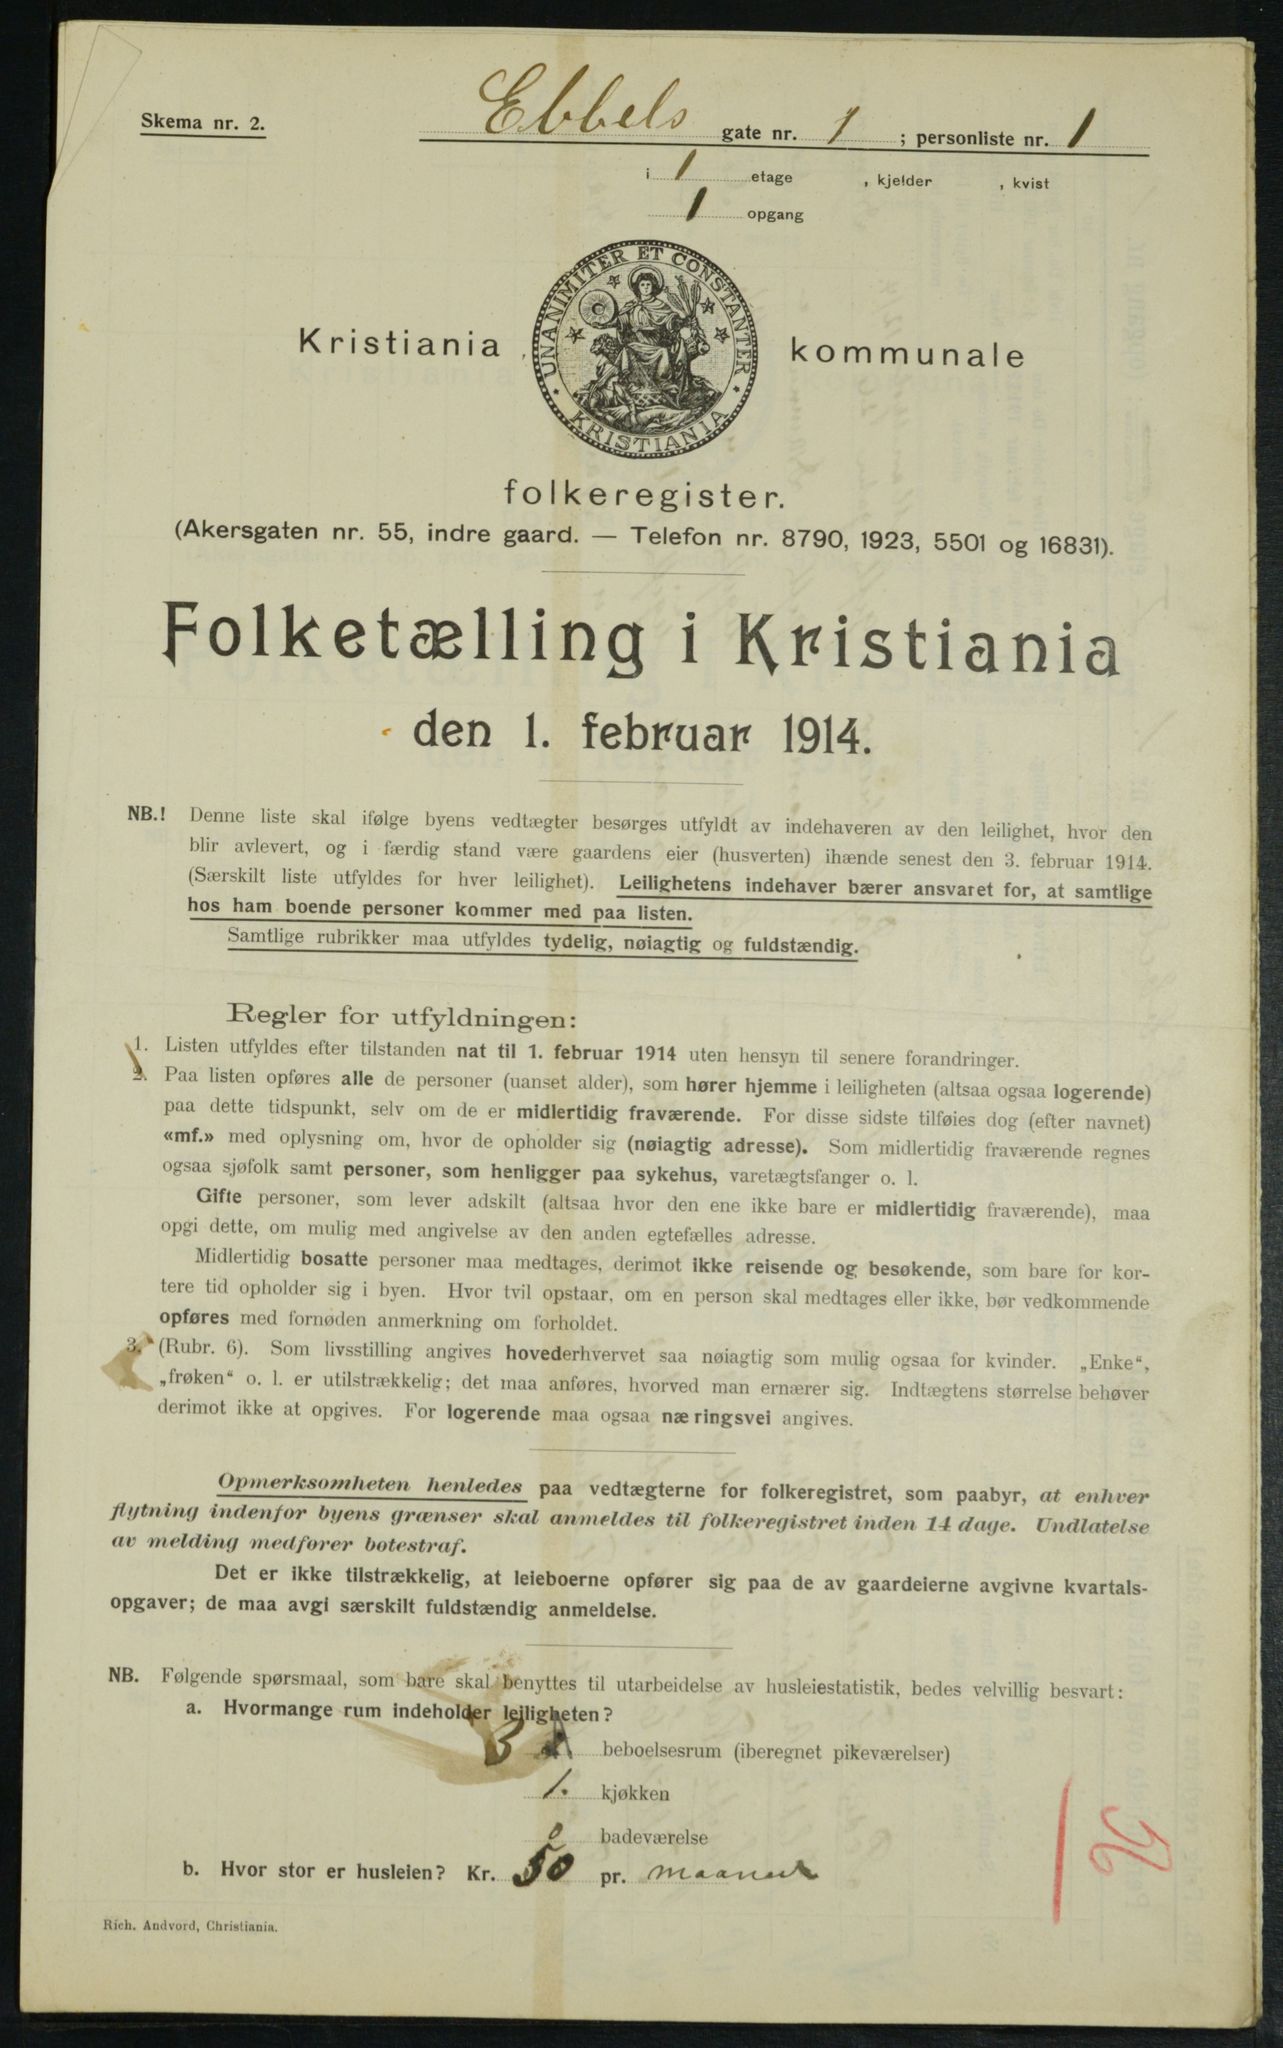 Skema nr. 2.
Ebbels gate nr. 1 ; personliste nr. 1
i 1 etage , kjelder , kvist
1 opgang
UNANIMITER ET CONSTANTER
KRISTIANIA
Kristiania kommunale
folkeregister.
(Akersgaten nr. 55, indre gaard. — Telefon nr. 8790, 1923, 5501 og 16831).
Folketælling i Kristiania
den 1. februar 1914.
NB.! Denne liste skal ifølge byens vedtægter besørges utfyldt av indehaveren av den leilighet, hvor den
blir avlevert, og i færdig stand være gaardens eier (husverten) ihænde senest den 3. februar 1914.
(Særskilt liste utfyldes for hver leilighet). Leilighetens indehaver bærer ansvaret for, at samtlige
hos ham boende personer kommer med paa listen.
Samtlige rubrikker maa utfyldes tydelig, nøiagtig og fuldstændig.
Regler for utfyldningen:
1. Listen utfyldes efter tilstanden nat til 1. februar 1914 uten hensyn til senere forandringer.
2. Paa listen opføres alle de personer (uanset alder), som hører hjemme i leiligheten (altsaa ogsaa logerende)
paa dette tidspunkt, selv om de er midlertidig fraværende. For disse sidste tilføies dog (efter navnet)
«mf.» med oplysning om, hvor de opholder sig (nøiagtig adresse). Som midlertidig fraværende regnes
ogsaa sjøfolk samt personer, som henligger paa sykehus, varetægtsfanger o. l.
Gifte personer, som lever adskilt (altsaa hvor den ene ikke bare er midlertidig fraværende), maa
opgi dette, om mulig med angivelse av den anden egtefælles adresse.
Midlertidig bosatte personer maa medtages, derimot ikke reisende og besøkende, som bare for kor-
tere tid opholder sig i byen. Hvor tvil opstaar, om en person skal medtages eller ikke, bør vedkommende
opføres med fornøden anmerkning om forholdet.
3. (Rubr. 6). Som livsstilling angives hovederhvervet saa nøiagtig som mulig ogsaa for kvinder. „Enke“,
„frøken“ o. l. er utilstrækkelig; det maa anføres, hvorved man ernærer sig. Indtægtens størrelse behøver
derimot ikke at opgives. For logerende maa ogsaa næringsvei angives.
Opmerksomheten henledes paa vedtægterne for folkeregistret, som paabyr, at enhver
flytning indenfor byens grænser skal anmeldes til folkeregistret inden 14 dage. Undlatelse
av melding medfører botestraf.
Det er ikke tilstrækkelig, at leieboerne opfører sig paa de av gaardeierne avgivne kvartals-
opgaver; de maa avgi særskilt fuldstændig anmeldelse.
NB. Følgende spørsmaal, som bare skal benyttes til utarbeidelse av husleiestatistik, bedes velvillig besvart:
a. Hvormange rum indeholder leiligheten?
3 beboelsesrum (iberegnet pikeværelser)
1. kjøkken
0 badeværelse
b. Hvor stor er husleien? Kr. 50 pr. maaned
Rich. Andvord, Christiania.